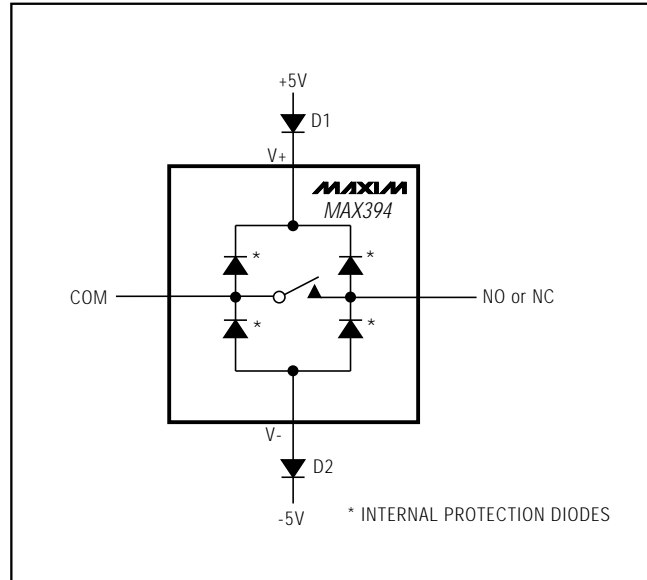 +5V
D1
V+
MAXIM
MAX394
*
*
COM
NO or NC
*
*
V-
D2
-5V
* INTERNAL PROTECTION DIODES